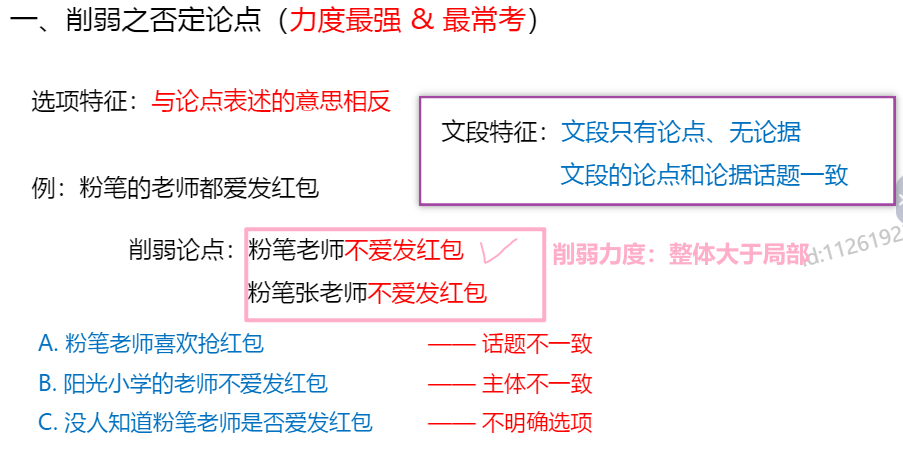 一、削弱之否定论点（力度最强 & 最常考）
选项特征：与论点表述的意思相反
文段特征：文段只有论点、无论据
文段的论点和论据话题一致
例：粉笔的老师都爱发红包
削弱论点：粉笔老师不爱发红包
粉笔张老师不爱发红包
削弱力度：整体大于局部
id:1126192
A. 粉笔老师喜欢抢红包 —— 话题不一致
B. 阳光小学的老师不爱发红包 —— 主体不一致
C. 没人知道粉笔老师是否爱发红包 —— 不明确选项